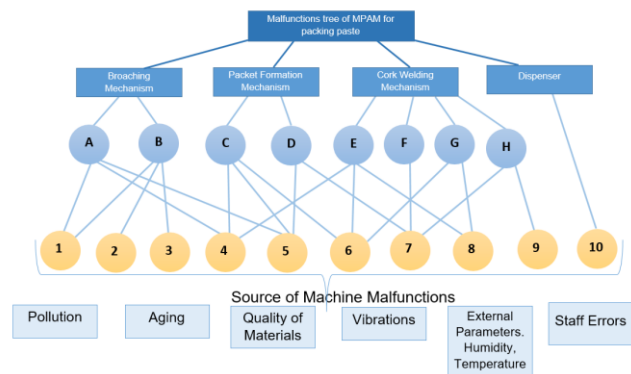 Malfunctions tree of MPAM for
packing paste
Broaching
Mechanism
Packet Formation
Mechanism
Cork Welding
Mechanism
Dispenser
A
B
C
D
E
F
G
H
1
2
3
4
5
6
7
8
9
10
Source of Machine Malfunctions
Pollution
Aging
Quality of
Materials
Vibrations
External
Parameters.
Humidity,
Temperature
Staff Errors